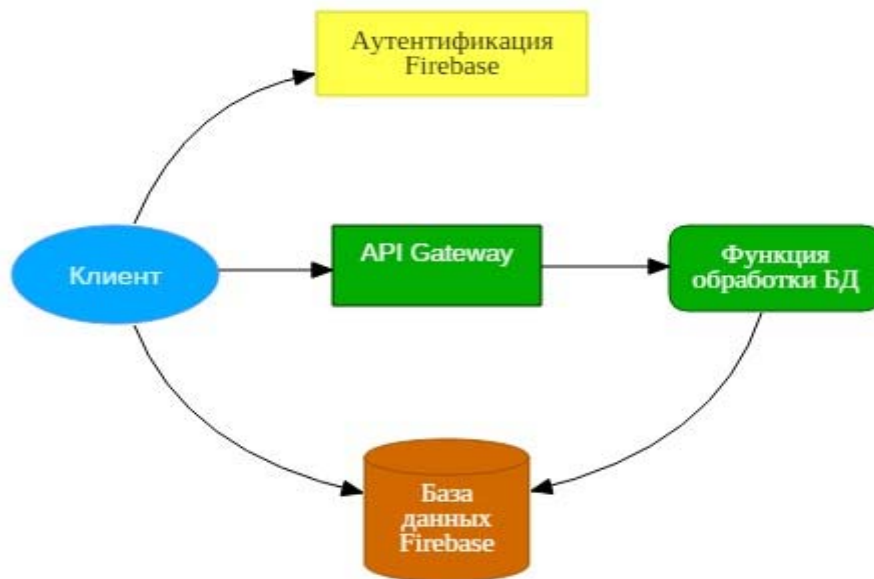 Аутентификация
Firebase
Клиент
API Gateway
Функция
обработки БД
База
данных
Firebase